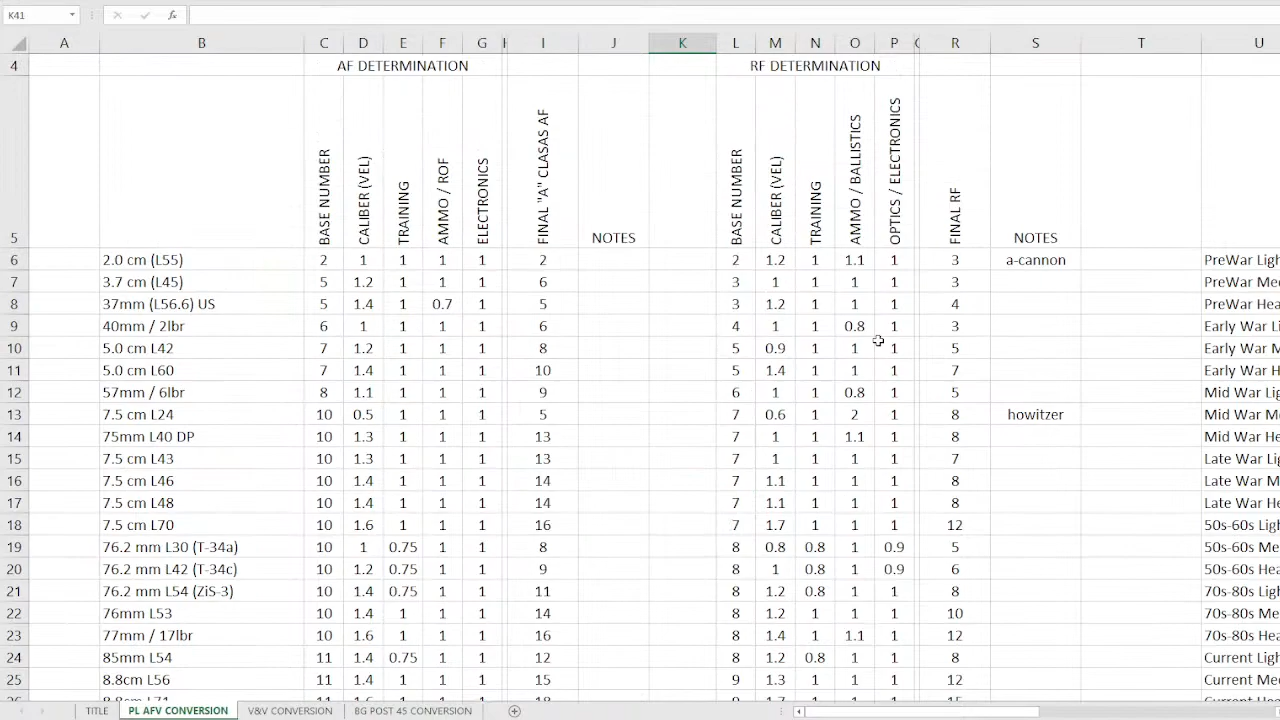 K41
fx
A B C D E F G H I J K L M N O P Q R S T U
4 AF DETERMINATION RF DETERMINATION
5 BASE NUMBER CALIBER (VEL) TRAINING AMMO / ROF ELECTRONICS FINAL "A" CLASAS AF NOTES BASE NUMBER CALIBER (VEL) TRAINING AMMO / BALLISTICS OPTICS / ELECTRONICS FINAL RF NOTES
6 2.0 cm (L55) 2 1 1 1 1 2 2 1.2 1 1.1 1 3 a-cannon PreWar Ligh
7 3.7 cm (L45) 5 1.2 1 1 1 6 3 1 1 1 1 3 PreWar Me
8 37mm (L56.6) US 5 1.4 1 0.7 1 5 3 1.2 1 1 1 4 PreWar Hea
9 40mm / 2lbr 6 1 1 1 1 6 4 1 1 0.8 1 3 Early War Li
10 5.0 cm L42 7 1.2 1 1 1 8 5 0.9 1 1 1 5 Early War M
11 5.0 cm L60 7 1.4 1 1 1 10 5 1.4 1 1 1 7 Early War H
12 57mm / 6lbr 8 1.1 1 1 1 9 6 1 1 0.8 1 5 Mid War Lig
13 7.5 cm L24 10 0.5 1 1 1 5 7 0.6 1 2 1 8 howitzer Mid War Me
14 75mm L40 DP 10 1.3 1 1 1 13 7 1 1 1.1 1 8 Mid War He
15 7.5 cm L43 10 1.3 1 1 1 13 7 1 1 1 1 7 Late War Lig
16 7.5 cm L46 10 1.4 1 1 1 14 7 1.1 1 1 1 8 Late War M
17 7.5 cm L48 10 1.4 1 1 1 14 7 1.1 1 1 1 8 Late War He
18 7.5 cm L70 10 1.6 1 1 1 16 7 1.7 1 1 1 12 50s-60s Ligh
19 76.2 mm L30 (T-34a) 10 1 0.75 1 1 8 8 0.8 0.8 1 0.9 5 50s-60s Me
20 76.2 mm L42 (T-34c) 10 1.2 0.75 1 1 9 8 1 0.8 1 0.9 6 50s-60s Hea
21 76.2 mm L54 (ZiS-3) 10 1.4 0.75 1 1 11 8 1.2 0.8 1 1 8 70s-80s Ligh
22 76mm L53 10 1.4 1 1 1 14 8 1.2 1 1 1 10 70s-80s Me
23 77mm / 17lbr 10 1.6 1 1 1 16 8 1.4 1 1.1 1 12 70s-80s Hea
24 85mm L54 11 1.4 0.75 1 1 12 8 1.2 0.8 1 1 8 Current Ligh
25 8.8cm L56 11 1.4 1 1 1 15 9 1.3 1 1 1 12 Current Med
TITLE PL AFV CONVERSION V&V CONVERSION BG POST 45 CONVERSION